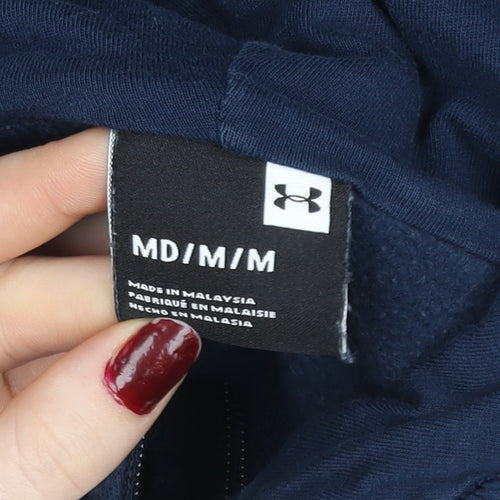 MD/M/M
MADE IN MALAYSIA
FABRIQUÉ EN MALAISIE
HECHO EN MALASIA